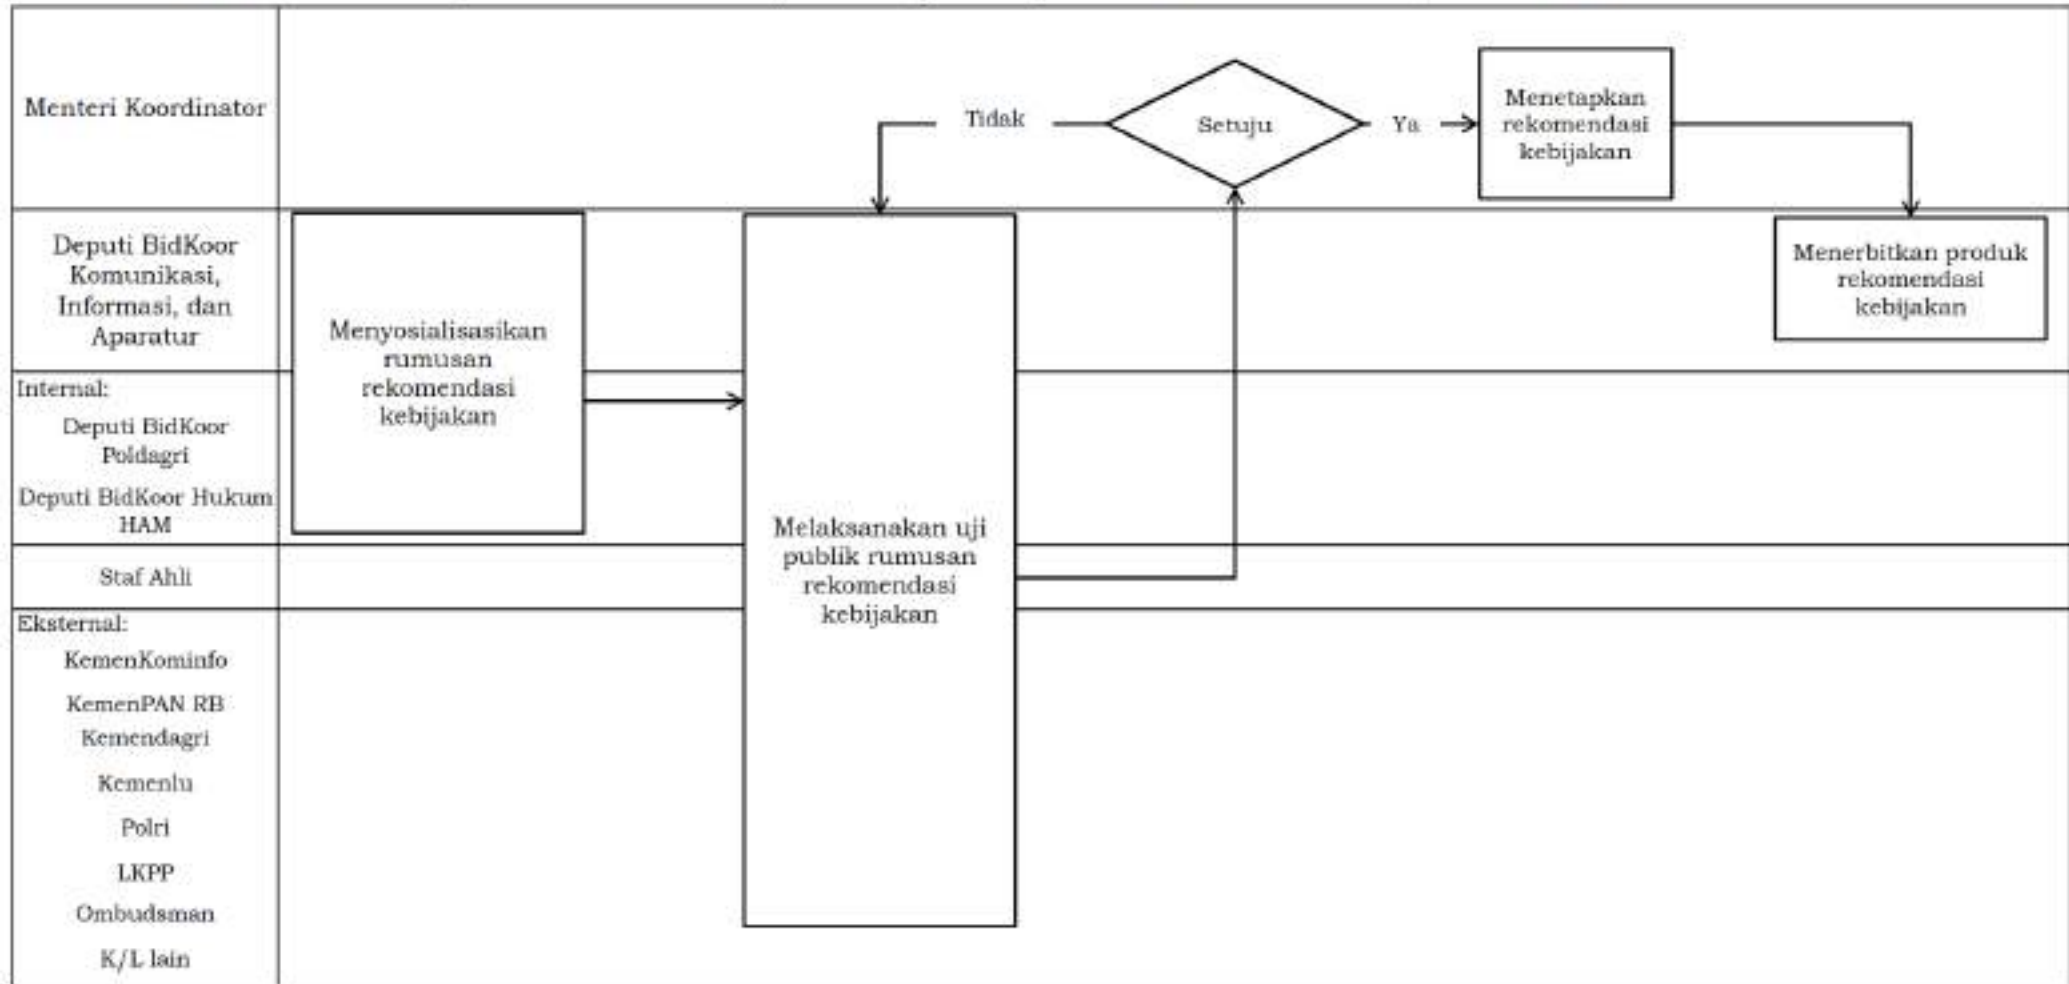 Menteri Koordinator
Tidak
Setuju
Ya
Menetapkan
rekomendasi
kebijakan
Deputi BidKoor
Komunikasi,
Informasi, dan
Aparatur
Menyosialisasikan
rumusan
rekomendasi
kebijakan
Menerbitkan produk
rekomendasi
kebijakan
Internal:
Deputi BidKoor
Poldagri
Deputi BidKoor Hukum
HAM
Melaksanakan uji
publik rumusan
rekomendasi
kebijakan
Staf Ahli
Eksternal:
KemenKominfo
KemenPAN RB
Kemendagri
Kemenlu
Polri
LKPP
Ombudsman
K/L lain